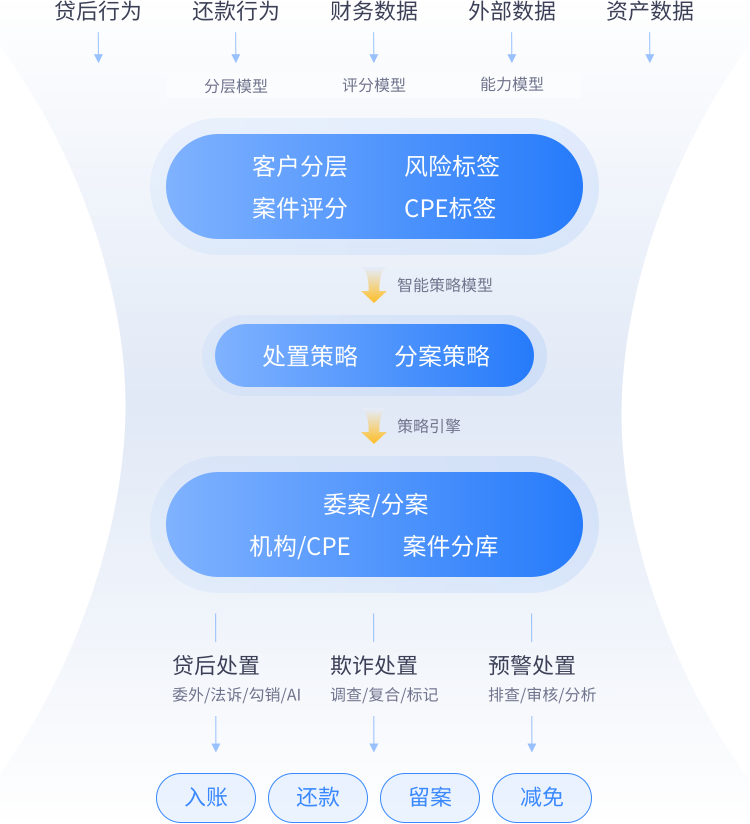 贷后行为 还款行为 财务数据 外部数据 资产数据
分层模型 评分模型 能力模型
客户分层 风险标签
案件评分 CPE标签
智能策略模型
处置策略 分案策略
策略引擎
委案/分案
机构/CPE 案件分库
贷后处置 欺诈处置 预警处置
委外/法诉/勾销/AI 调查/复合/标记 排查/审核/分析
入账 还款 留案 减免